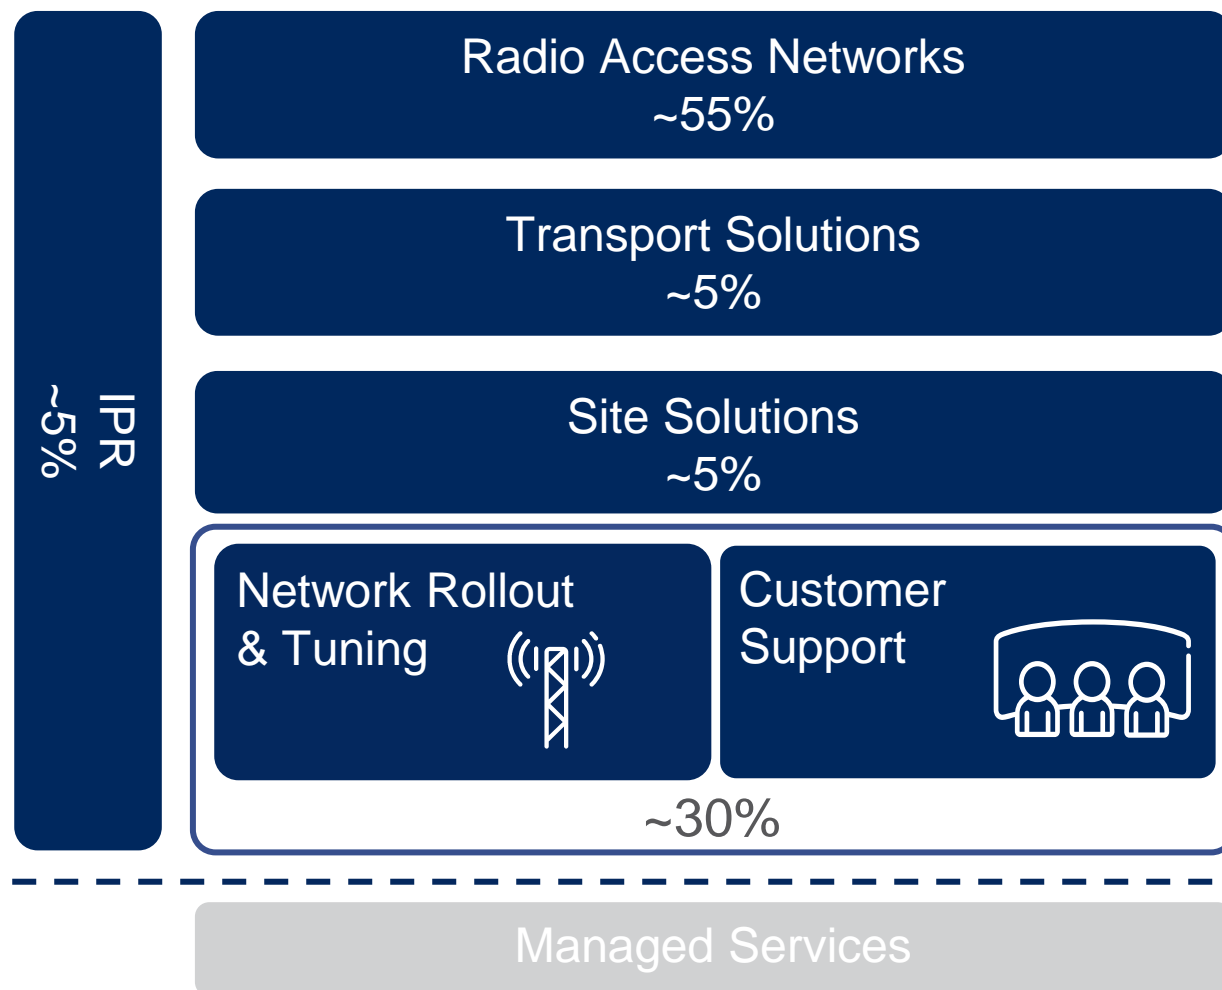 IPR
~5%
Radio Access Networks
~55%
Transport Solutions
~5%
Site Solutions
~5%
Network Rollout
& Tuning
Customer
Support
~30%
Managed Services